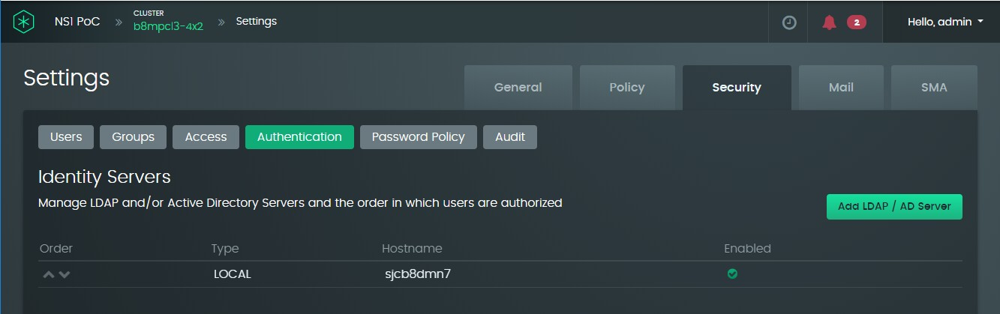 NS1 PoC » CLUSTER b8mpcl3-4x2 » Settings 2 Hello, admin
Settings General Policy Security Mail SMA
Users Groups Access Authentication Password Policy Audit
Identity Servers
Manage LDAP and/or Active Directory Servers and the order in which users are authorized Add LDAP / AD Server
Order Type Hostname Enabled
LOCAL sjcb8dmn7